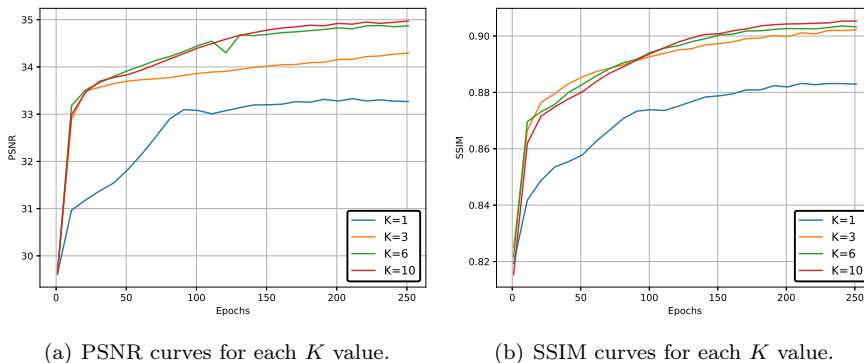 35
34
33
32
31
30
PSNR
0
50
100
150
200
250
Epochs
K=1
K=3
K=6
K=10
(a) PSNR curves for each K value.
0.90
0.88
0.86
0.84
0.82
SSIM
0
50
100
150
200
250
Epochs
K=1
K=3
K=6
K=10
(b) SSIM curves for each K value.